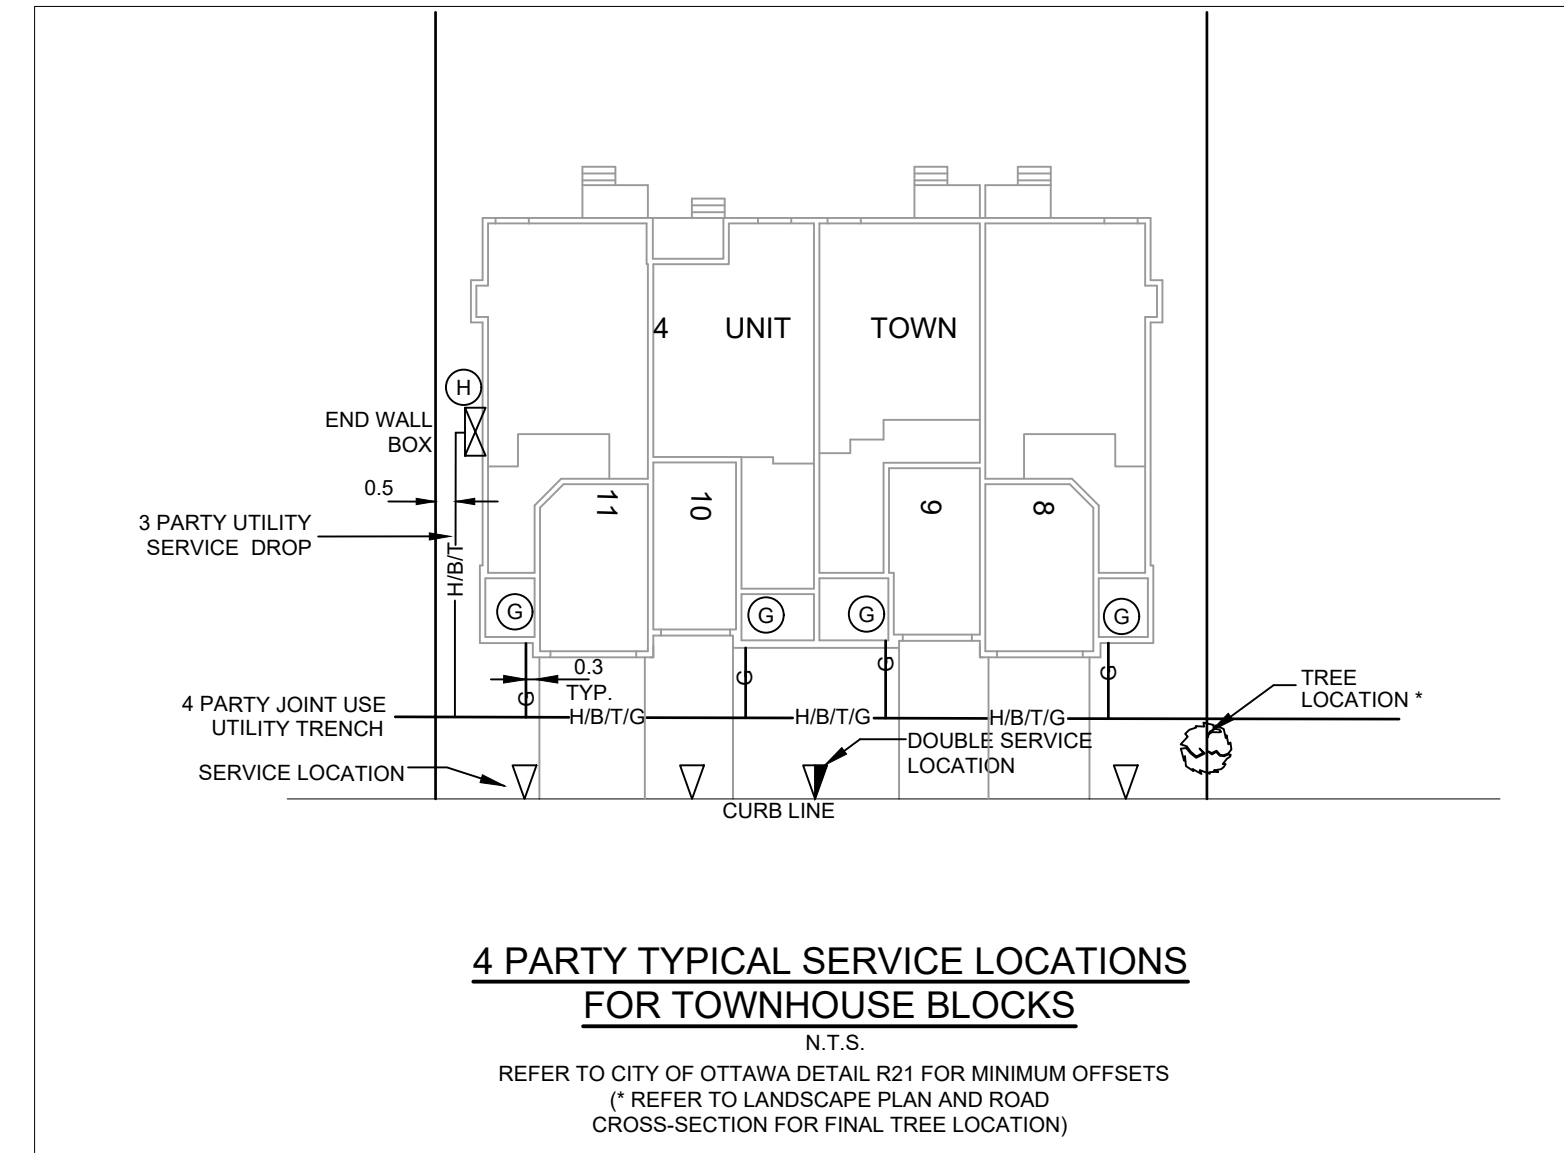 4 UNIT TOWN
H
END WALL
BOX
0.5
11
10
9
8
3 PARTY UTILITY
SERVICE DROP
H/B/T
G
G
G
G
0.3
TYP.
G
G
G
G
TREE
LOCATION *
4 PARTY JOINT USE
UTILITY TRENCH
H/B/T/G
H/B/T/G
H/B/T/G
DOUBLE SERVICE
LOCATION
SERVICE LOCATION
CURB LINE
4 PARTY TYPICAL SERVICE LOCATIONS
FOR TOWNHOUSE BLOCKS
N.T.S.
REFER TO CITY OF OTTAWA DETAIL R21 FOR MINIMUM OFFSETS
(* REFER TO LANDSCAPE PLAN AND ROAD
CROSS-SECTION FOR FINAL TREE LOCATION)